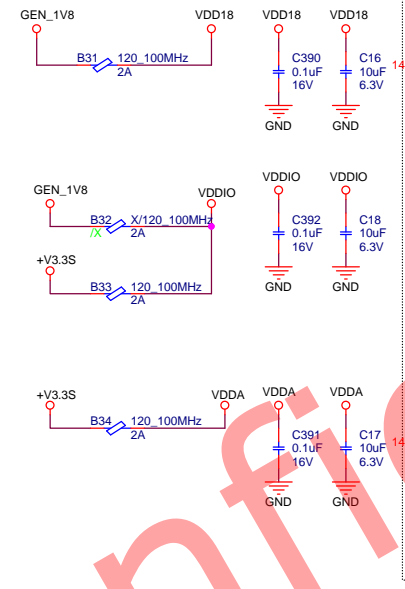 GEN_1V8 VDD18 VDD18 VDD18
B31 120_100MHz
2A
C390
0.1uF
16V
C16
10uF
6.3V
14
GND GND
GEN_1V8 VDDIO VDDIO VDDIO
B32 X/120_100MHz
/X 2A
C392
0.1uF
16V
C18
10uF
6.3V
+V3.3S
B33 120_100MHz
2A
GND GND
+V3.3S VDDA VDDA VDDA
B34 120_100MHz
2A
C391
0.1uF
16V
C17
10uF
6.3V
14
GND GND